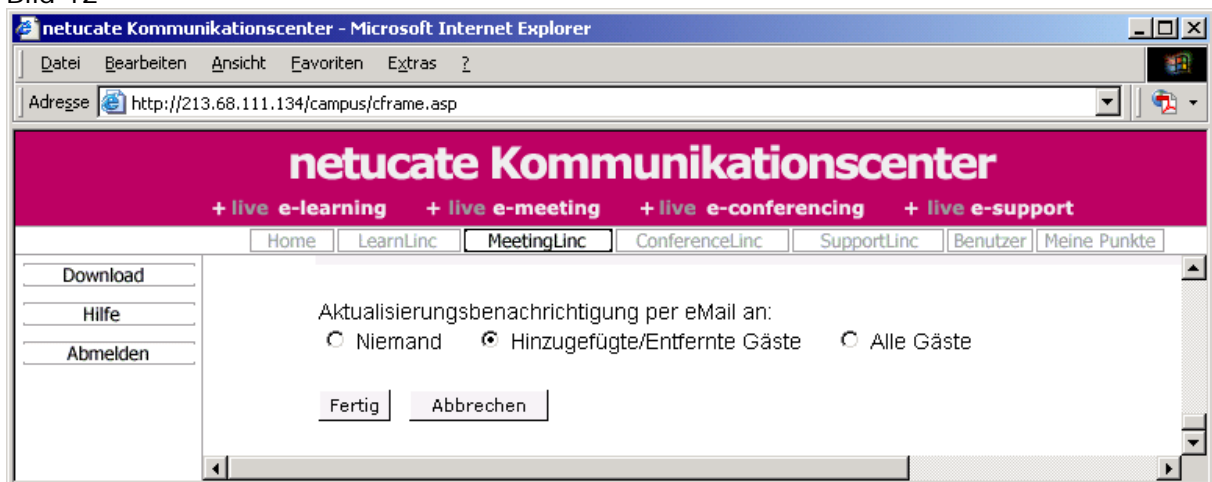 Bild 12
netucate Kommunikationscenter - Microsoft Internet Explorer
Datei Bearbeiten Ansicht Favoriten Extras ?
Adresse http://213.68.111.134/campus/cframe.asp
netucate Kommunikationscenter
+ live e-learning + live e-meeting + live e-conferencing + live e-support
Home LearnLinc MeetingLinc ConferenceLinc SupportLinc Benutzer Meine Punkte
Download
Hilfe
Abmelden
Aktualisierungsbenachrichtigung per eMail an:
Niemand Hinzugefügte/Entfernte Gäste Alle Gäste
Fertig Abbrechen